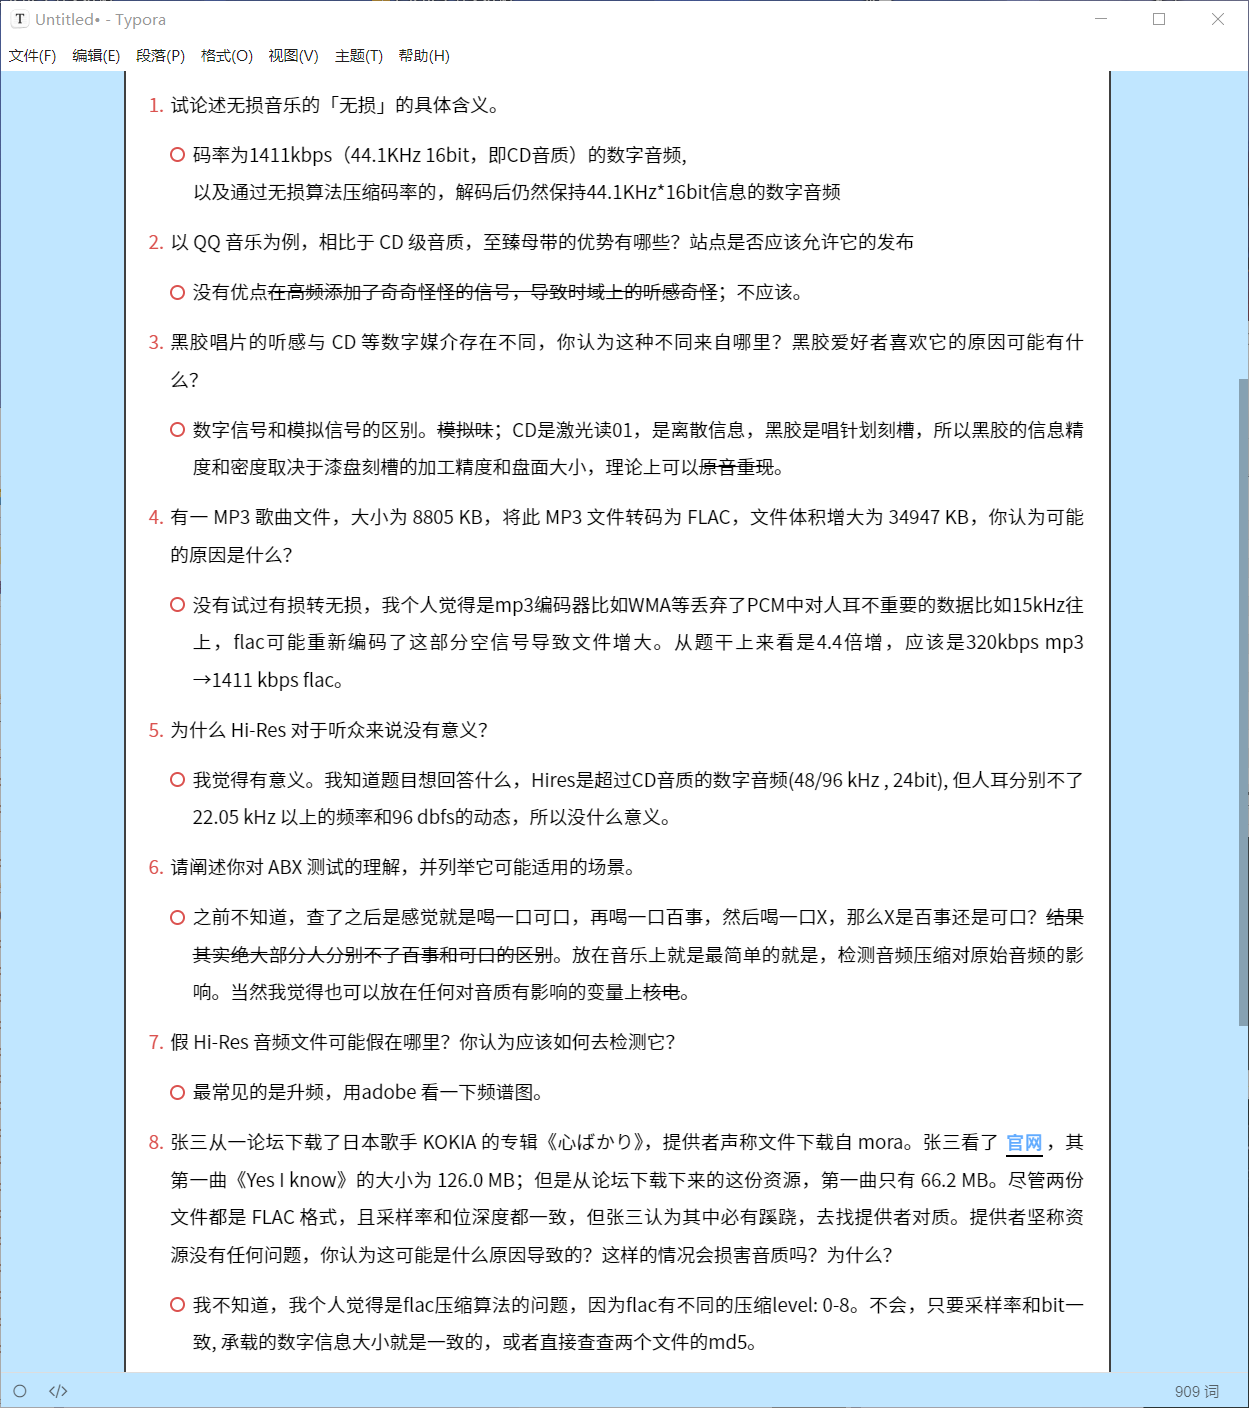 Untitled• - Typora
文件(F) 编辑(E) 段落(P) 格式(O) 视图(V) 主题(T) 帮助(H)
1. 试论述无损音乐的「无损」的具体含义。
码率为1411kbps（44.1KHz 16bit，即CD音质）的数字音频,
以及通过无损算法压缩码率的，解码后仍然保持44.1KHz*16bit信息的数字音频
2. 以 QQ 音乐为例，相比于 CD 级音质，至臻母带的优势有哪些？站点是否应该允许它的发布
没有优点在高频添加了奇奇怪怪的信号，导致时域上的听感奇怪；不应该。
3. 黑胶唱片的听感与 CD 等数字媒介存在不同，你认为这种不同来自哪里？黑胶爱好者喜欢它的原因可能有什
么？
数字信号和模拟信号的区别。模拟味；CD是激光读01，是离散信息，黑胶是唱针划刻槽，所以黑胶的信息精
度和密度取决于漆盘刻槽的加工精度和盘面大小，理论上可以原音重现。
4. 有一 MP3 歌曲文件，大小为 8805 KB，将此 MP3 文件转码为 FLAC，文件体积增大为 34947 KB，你认为可能
的原因是什么？
没有试过有损转无损，我个人觉得是mp3编码器比如WMA等丢弃了PCM中对人耳不重要的数据比如15kHz往
上，flac可能重新编码了这部分空信号导致文件增大。从题干上来看是4.4倍增，应该是320kbps mp3
→1411 kbps flac。
5. 为什么 Hi-Res 对于听众来说没有意义？
我觉得有意义。我知道题目想回答什么，Hires是超过CD音质的数字音频(48/96 kHz , 24bit), 但人耳分别不了
22.05 kHz 以上的频率和96 dbfs的动态，所以没什么意义。
6. 请阐述你对 ABX 测试的理解，并列举它可能适用的场景。
之前不知道，查了之后是感觉就是喝一口可口，再喝一口百事，然后喝一口X，那么X是百事还是可口？结果
其实绝大部分人分别不了百事和可口的区别。放在音乐上就是最简单的就是，检测音频压缩对原始音频的影
响。当然我觉得也可以放在任何对音质有影响的变量上核电。
7. 假 Hi-Res 音频文件可能假在哪里？你认为应该如何去检测它？
最常见的是升频，用adobe 看一下频谱图。
8. 张三从一论坛下载了日本歌手 KOKIA 的专辑《心ばかり》，提供者声称文件下载自 mora。张三看了 官网 ，其
第一曲《Yes I know》的大小为 126.0 MB；但是从论坛下载下来的这份资源，第一曲只有 66.2 MB。尽管两份
文件都是 FLAC 格式，且采样率和位深度都一致，但张三认为其中必有蹊跷，去找提供者对质。提供者坚称资
源没有任何问题，你认为这可能是什么原因导致的？这样的情况会损害音质吗？为什么？
我不知道，我个人觉得是flac压缩算法的问题，因为flac有不同的压缩level: 0-8。不会，只要采样率和bit一
致, 承载的数字信息大小就是一致的，或者直接查查两个文件的md5。
909 词